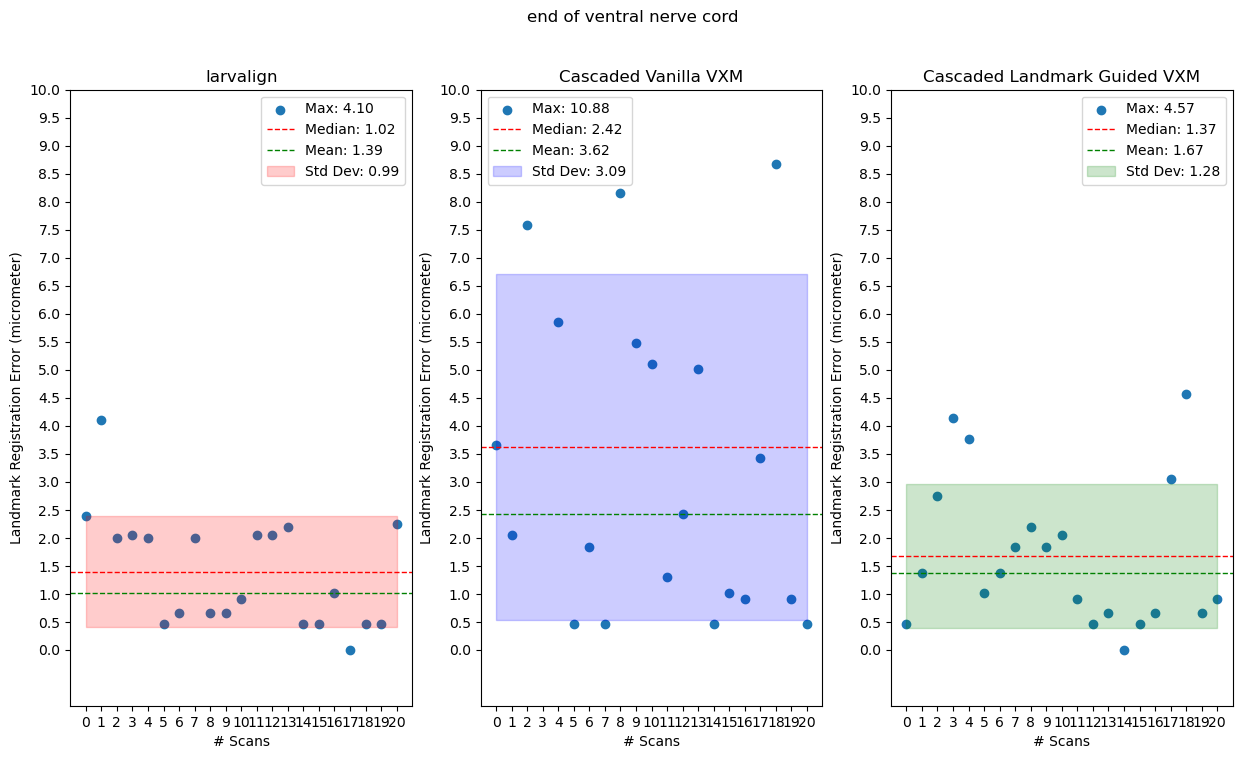 end of ventral nerve cord
larvalign
Max: 4.10
Median: 1.02
Mean: 1.39
Std Dev: 0.99
10.0
9.5
9.0
8.5
8.0
7.5
7.0
6.5
6.0
5.5
5.0
4.5
4.0
3.5
3.0
2.5
2.0
1.5
1.0
0.5
0.0
Landmark Registration Error (micrometer)
0 1 2 3 4 5 6 7 8 9 10 11 12 13 14 15 16 17 18 19 20
# Scans
Cascaded Vanilla VXM
Max: 10.88
Median: 2.42
Mean: 3.62
Std Dev: 3.09
10.0
9.5
9.0
8.5
8.0
7.5
7.0
6.5
6.0
5.5
5.0
4.5
4.0
3.5
3.0
2.5
2.0
1.5
1.0
0.5
0.0
Landmark Registration Error (micrometer)
0 1 2 3 4 5 6 7 8 9 10 11 12 13 14 15 16 17 18 19 20
# Scans
Cascaded Landmark Guided VXM
Max: 4.57
Median: 1.37
Mean: 1.67
Std Dev: 1.28
10.0
9.5
9.0
8.5
8.0
7.5
7.0
6.5
6.0
5.5
5.0
4.5
4.0
3.5
3.0
2.5
2.0
1.5
1.0
0.5
0.0
Landmark Registration Error (micrometer)
0 1 2 3 4 5 6 7 8 9 10 11 12 13 14 15 16 17 18 19 20
# Scans